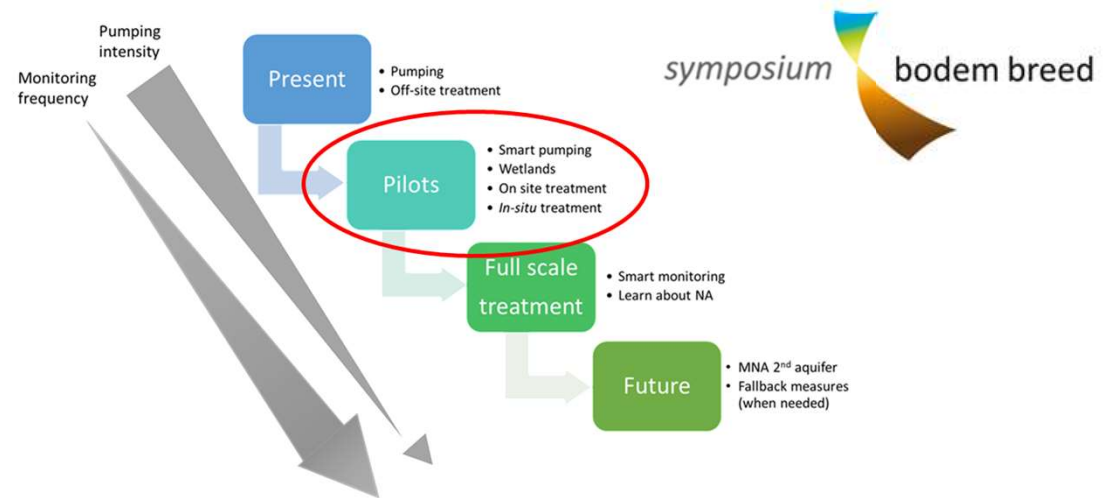 Pumping
intensity
Monitoring
frequency
symposium bodem breed
Present
• Pumping
• Off-site treatment
Pilots
• Smart pumping
• Wetlands
• On site treatment
• In-situ treatment
Full scale
treatment
• Smart monitoring
• Learn about NA
Future
• MNA 2nd aquifer
• Fallback measures
(when needed)